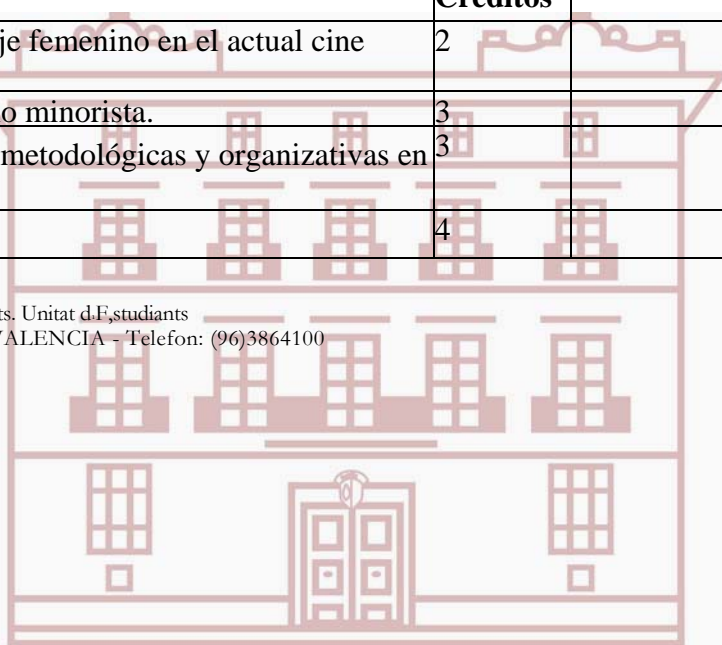 Créditos
je femenino en el actual cine
2
o minorista.
3
metodológicas y organizativas en
3
4
ts. Unitat d.F,studiants
VALENCIA - Telefon: (96)3864100